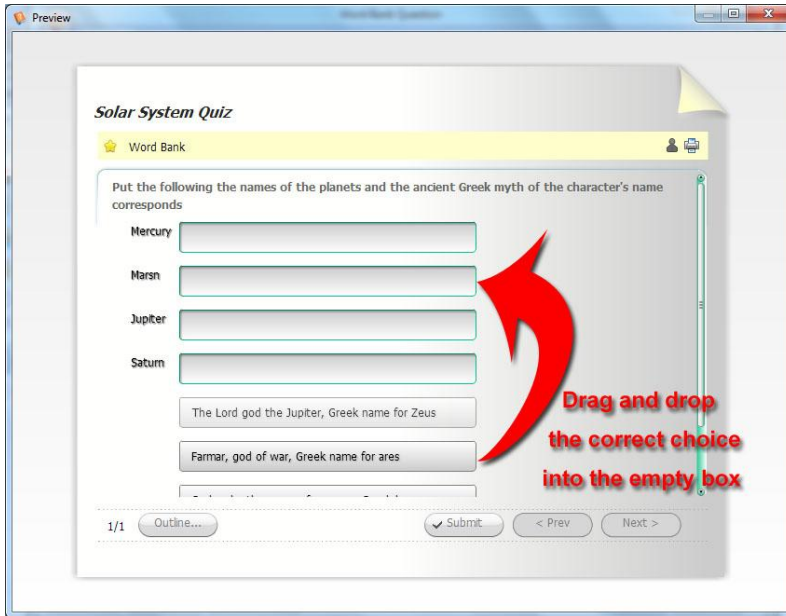 Preview
Word Bank Question
Solar System Quiz
Word Bank
Put the following the names of the planets and the ancient Greek myth of the character's name
corresponds
Mercury
Marsn
Jupiter
Saturn
The Lord god the Jupiter, Greek name for Zeus
Farmar, god of war, Greek name for ares
Drag and drop
the correct choice
into the empty box
1/1
Outline...
Submit
< Prev
Next >